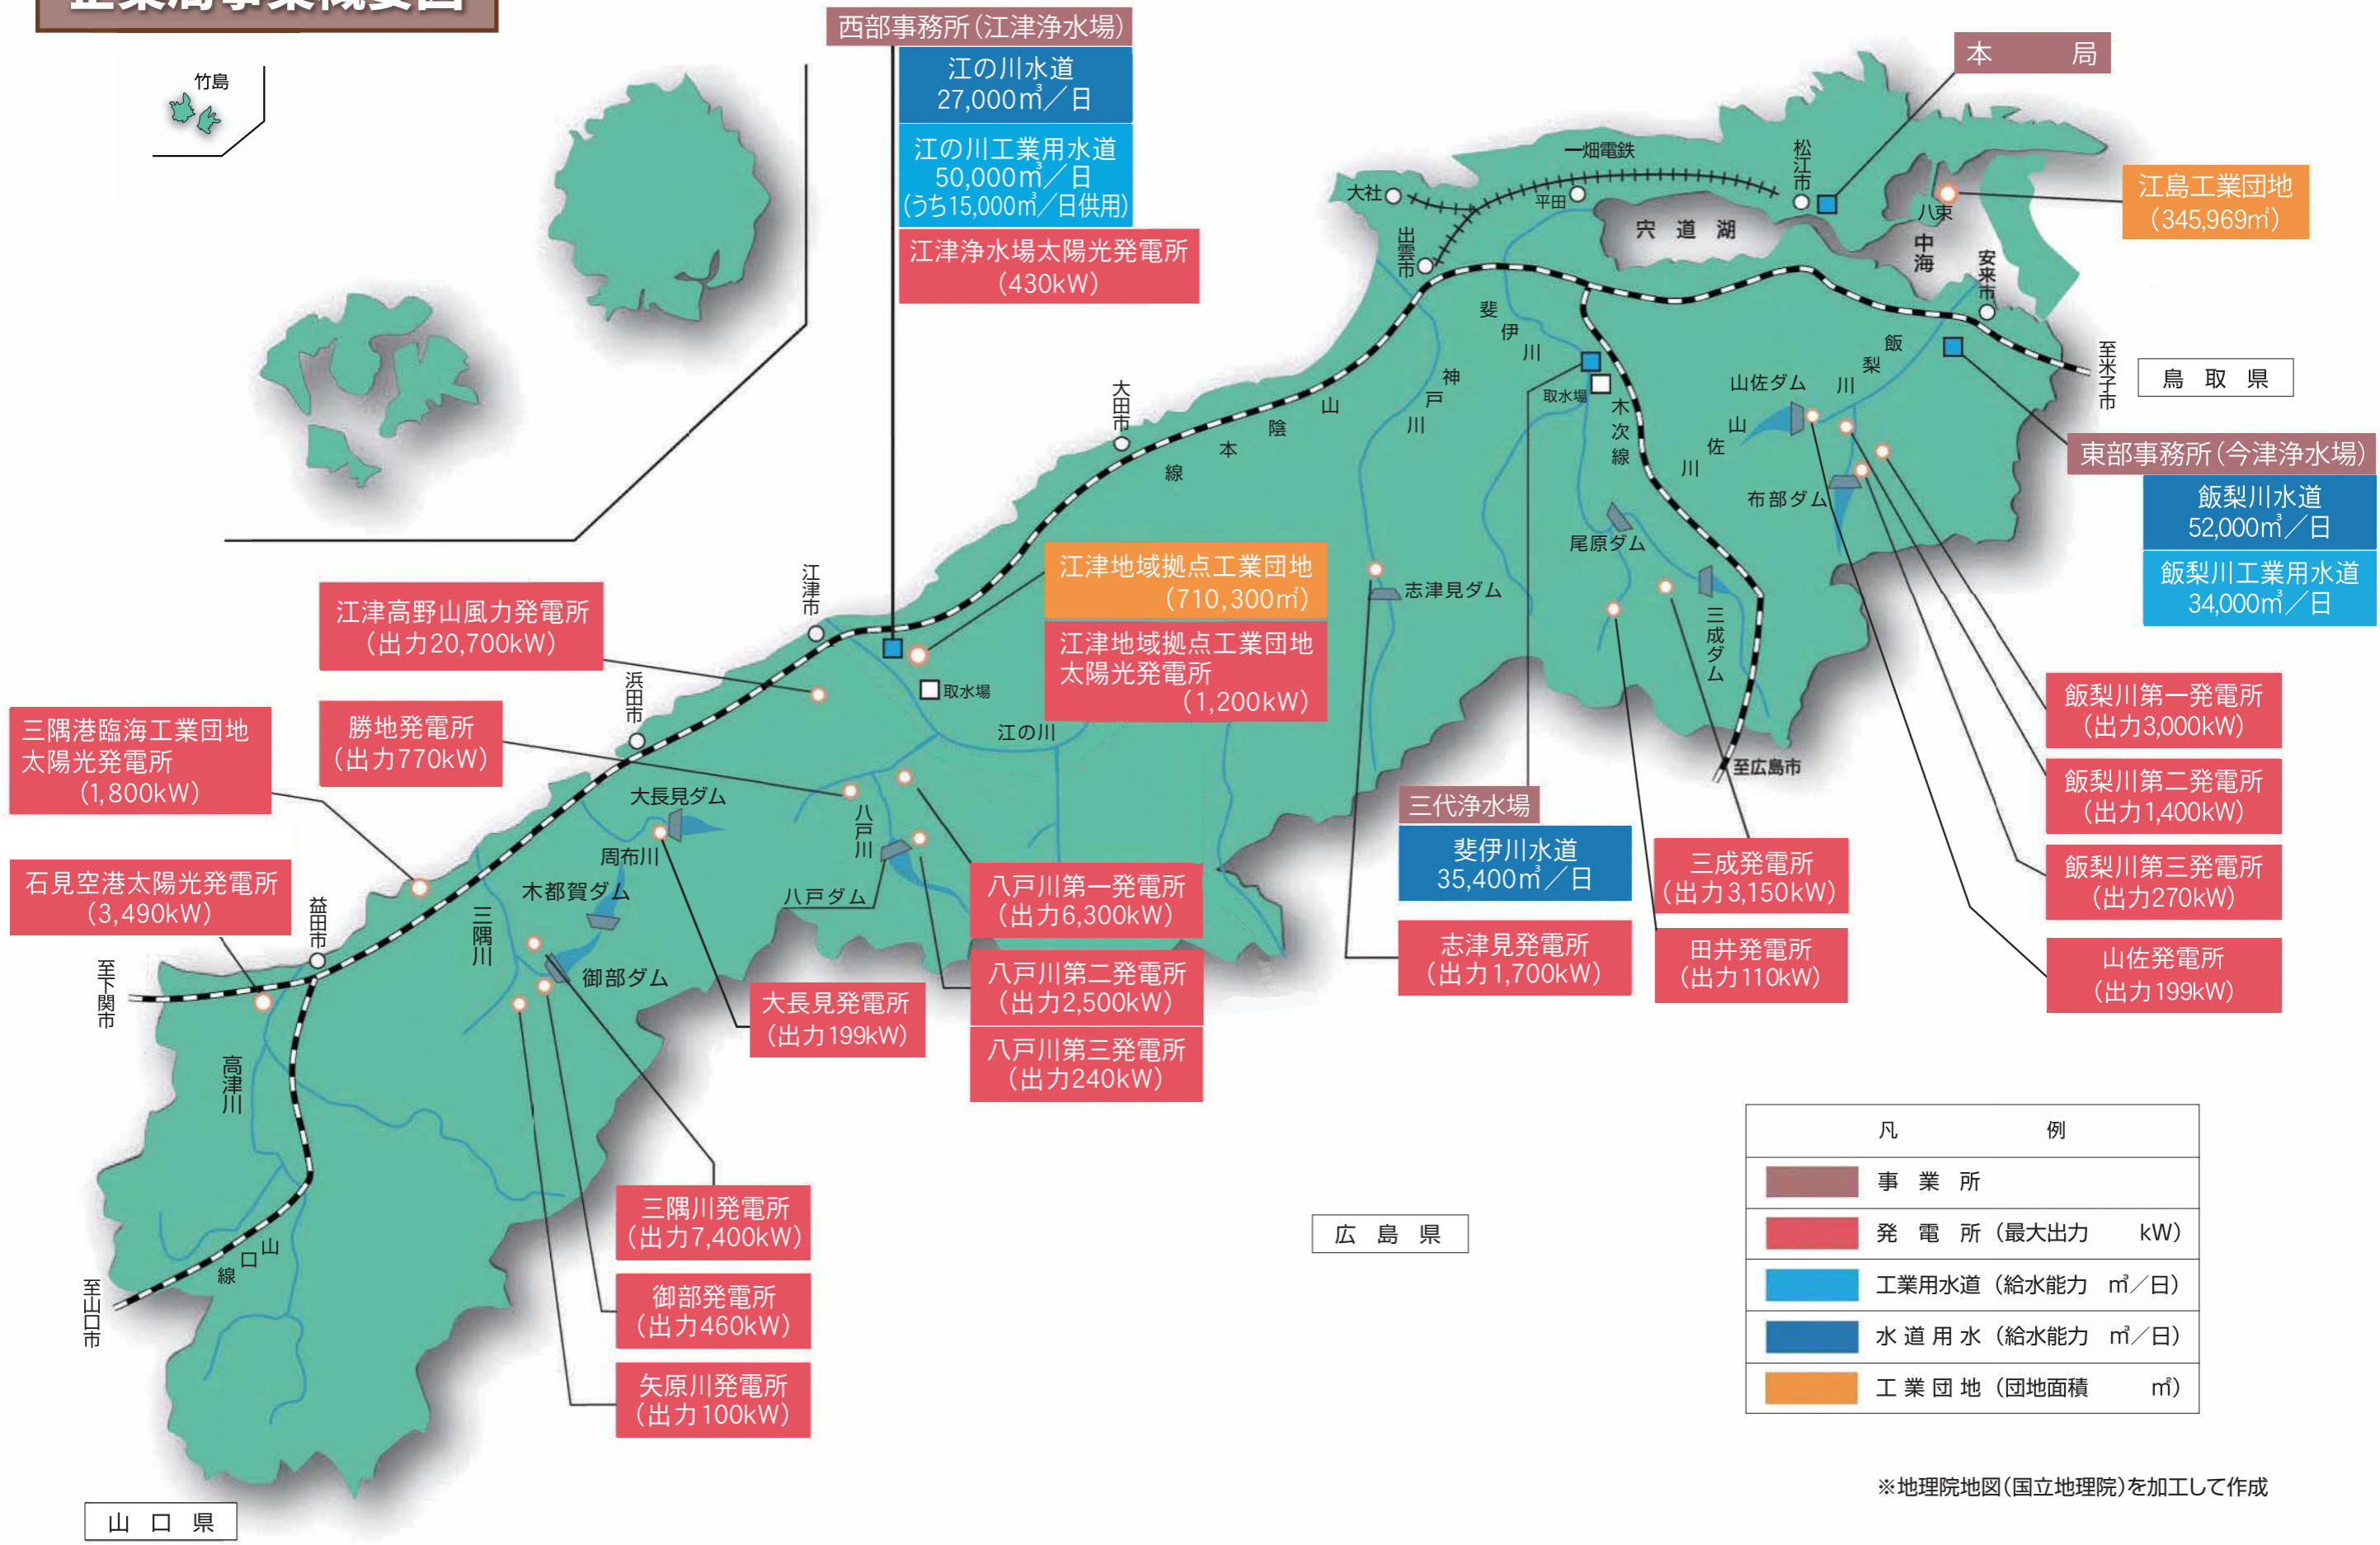 企業局事業概要図
竹島
西部事務所(江津浄水場)
江の川水道
27,000㎥／日
江の川工業用水道
50,000㎥／日
(うち15,000㎥／日供用)
江津浄水場太陽光発電所
(430kW)
本　局
江島工業団地
(345,969㎡)
一畑電鉄
大社
平田
松江市
八束
宍道湖
中海
出雲市
安来市
至米子市
鳥取県
斐伊川
神戸川
取水場
木次線
山佐ダム
飯梨川
山佐川
布部ダム
東部事務所(今津浄水場)
飯梨川水道
52,000㎥／日
飯梨川工業用水道
34,000㎥／日
大田市
山陰本線
尾原ダム
志津見ダム
三成ダム
江津市
江津地域拠点工業団地
(710,300㎡)
江津地域拠点工業団地
太陽光発電所
(1,200kW)
江津高野山風力発電所
(出力20,700kW)
取水場
江の川
浜田市
勝地発電所
(出力770kW)
三隅港臨海工業団地
太陽光発電所
(1,800kW)
石見空港太陽光発電所
(3,490kW)
大長見ダム
周布川
木都賀ダム
八戸川
八戸ダム
三隅川
御部ダム
益田市
至下関市
高津川
大長見発電所
(出力199kW)
八戸川第一発電所
(出力6,300kW)
八戸川第二発電所
(出力2,500kW)
八戸川第三発電所
(出力240kW)
至広島市
三代浄水場
斐伊川水道
35,400㎥／日
志津見発電所
(出力1,700kW)
三成発電所
(出力3,150kW)
田井発電所
(出力110kW)
飯梨川第一発電所
(出力3,000kW)
飯梨川第二発電所
(出力1,400kW)
飯梨川第三発電所
(出力270kW)
山佐発電所
(出力199kW)
三隅川発電所
(出力7,400kW)
御部発電所
(出力460kW)
矢原川発電所
(出力100kW)
山口線
至山口市
山口県
広島県
凡　例
事業所
発電所(最大出力　kW)
工業用水道(給水能力　㎥／日)
水道用水(給水能力　㎥／日)
工業団地(団地面積　㎡)
※地理院地図(国立地理院)を加工して作成